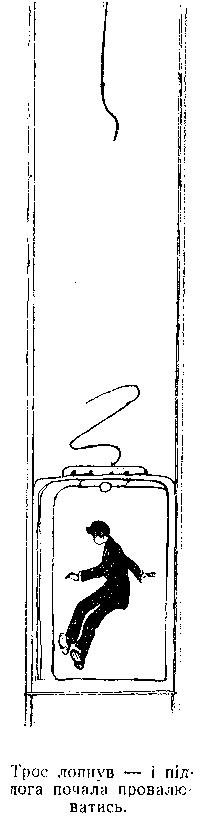 Трос лопнув — і під-
лога почала провалю-
ватись.